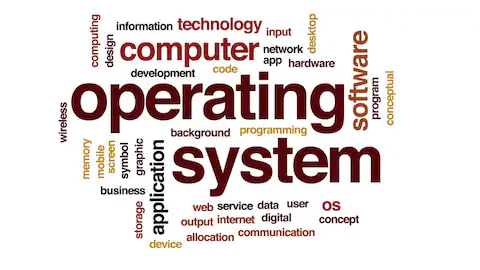 computing
design
information
technology
input
desktop
computer
network
app
hardware
software
program
conceptual
development
code
operating
wireless
background
programming
system
memory
mobile
screen
symbol
graphic
application
business
storage
device
web service data user OS
output internet digital concept
allocation communication